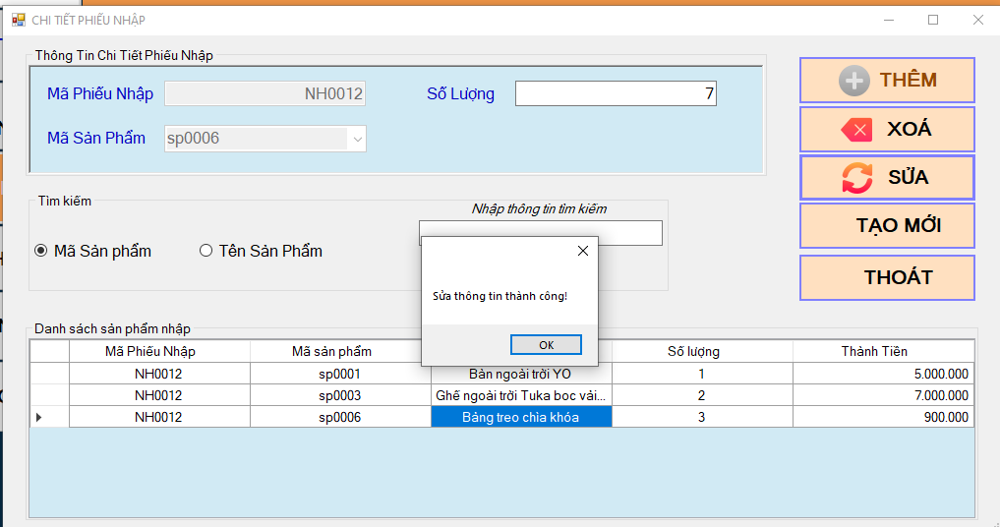 CHI TIẾT PHIẾU NHẬP
Thông Tin Chi Tiết Phiếu Nhập
Mã Phiếu Nhập NH0012 Số Lượng 7
Mã Sản Phẩm sp0006
THÊM
XOÁ
SỬA
TẠO MỚI
THOÁT
Tìm kiếm
Nhập thông tin tìm kiếm
Mã Sản phẩm Tên Sản Phẩm
Sửa thông tin thành công!
OK
Danh sách sản phẩm nhập
Mã Phiếu Nhập Mã sản phẩm Số lượng Thành Tiền
NH0012 sp0001 Bàn ngoài trời YO 1 5.000.000
NH0012 sp0003 Ghế ngoài trời Tuka boc vải... 2 7.000.000
NH0012 sp0006 Bảng treo chìa khóa 3 900.000